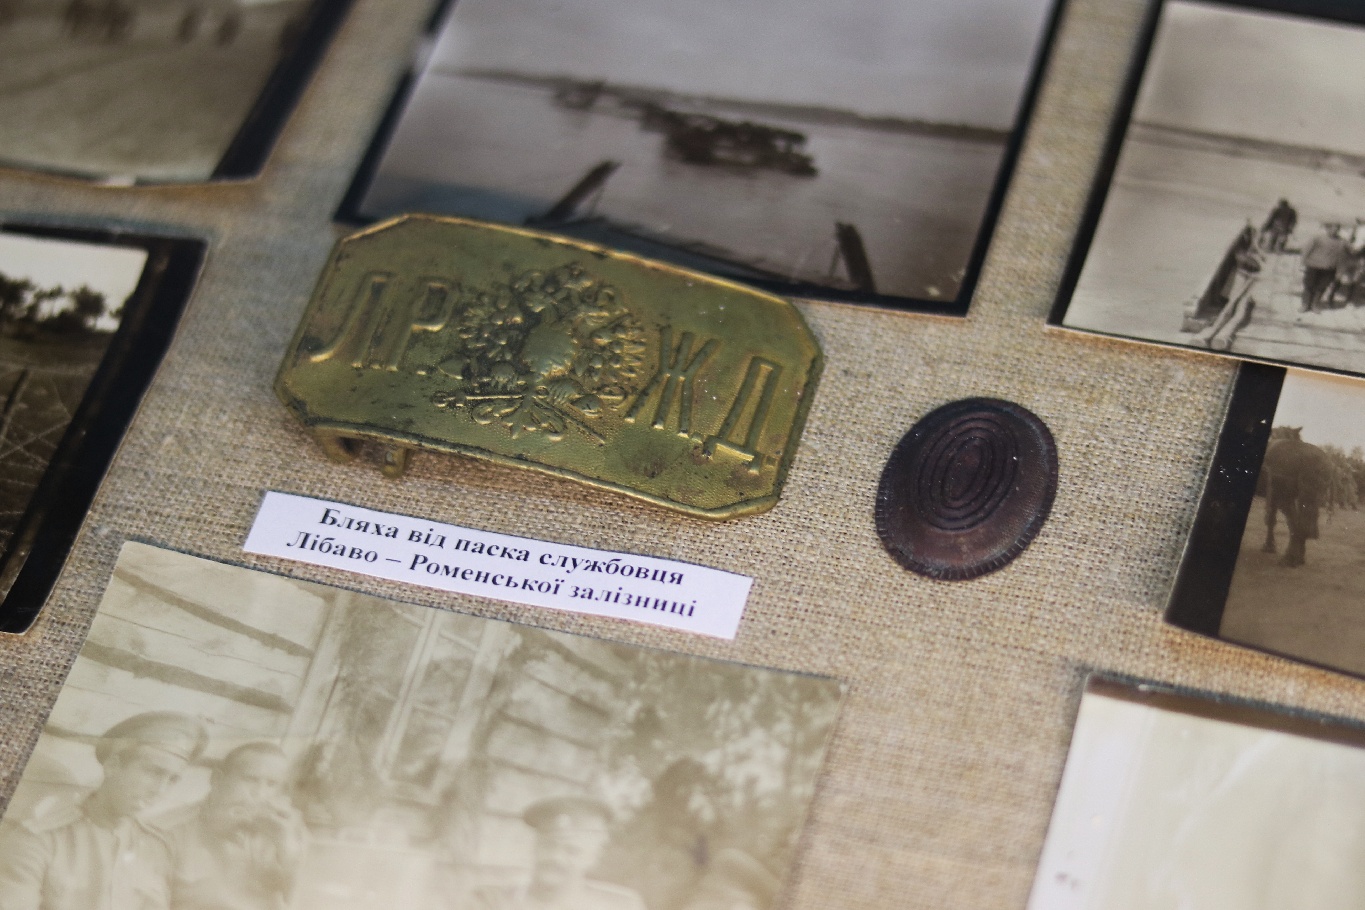 Л.Р. Ж.Д.
Бляха від паска службовця
Лібаво – Роменської залізниці